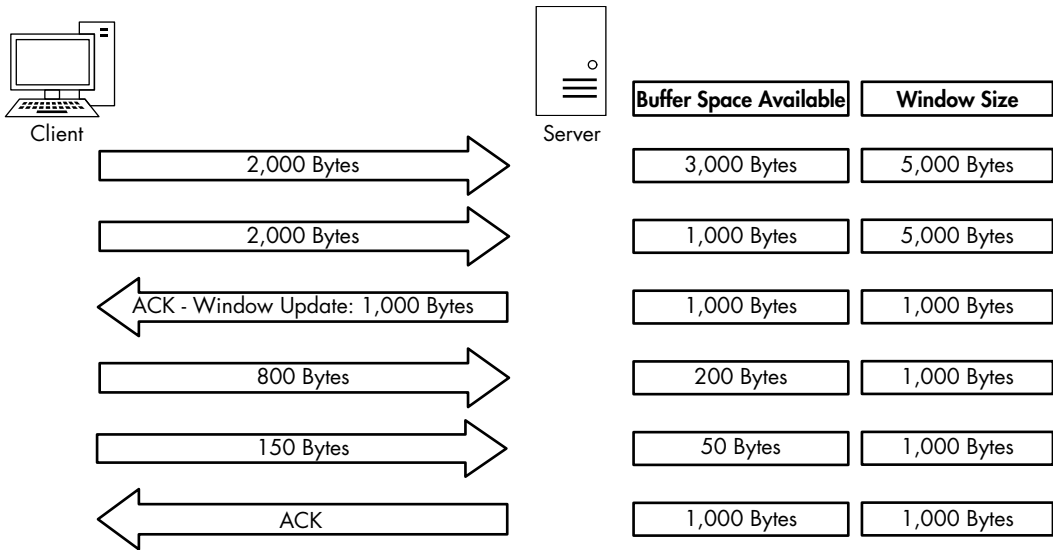 Client
Server
Buffer Space Available Window Size
2,000 Bytes 3,000 Bytes 5,000 Bytes
2,000 Bytes 1,000 Bytes 5,000 Bytes
ACK - Window Update: 1,000 Bytes 1,000 Bytes 1,000 Bytes
800 Bytes 200 Bytes 1,000 Bytes
150 Bytes 50 Bytes 1,000 Bytes
ACK 1,000 Bytes 1,000 Bytes